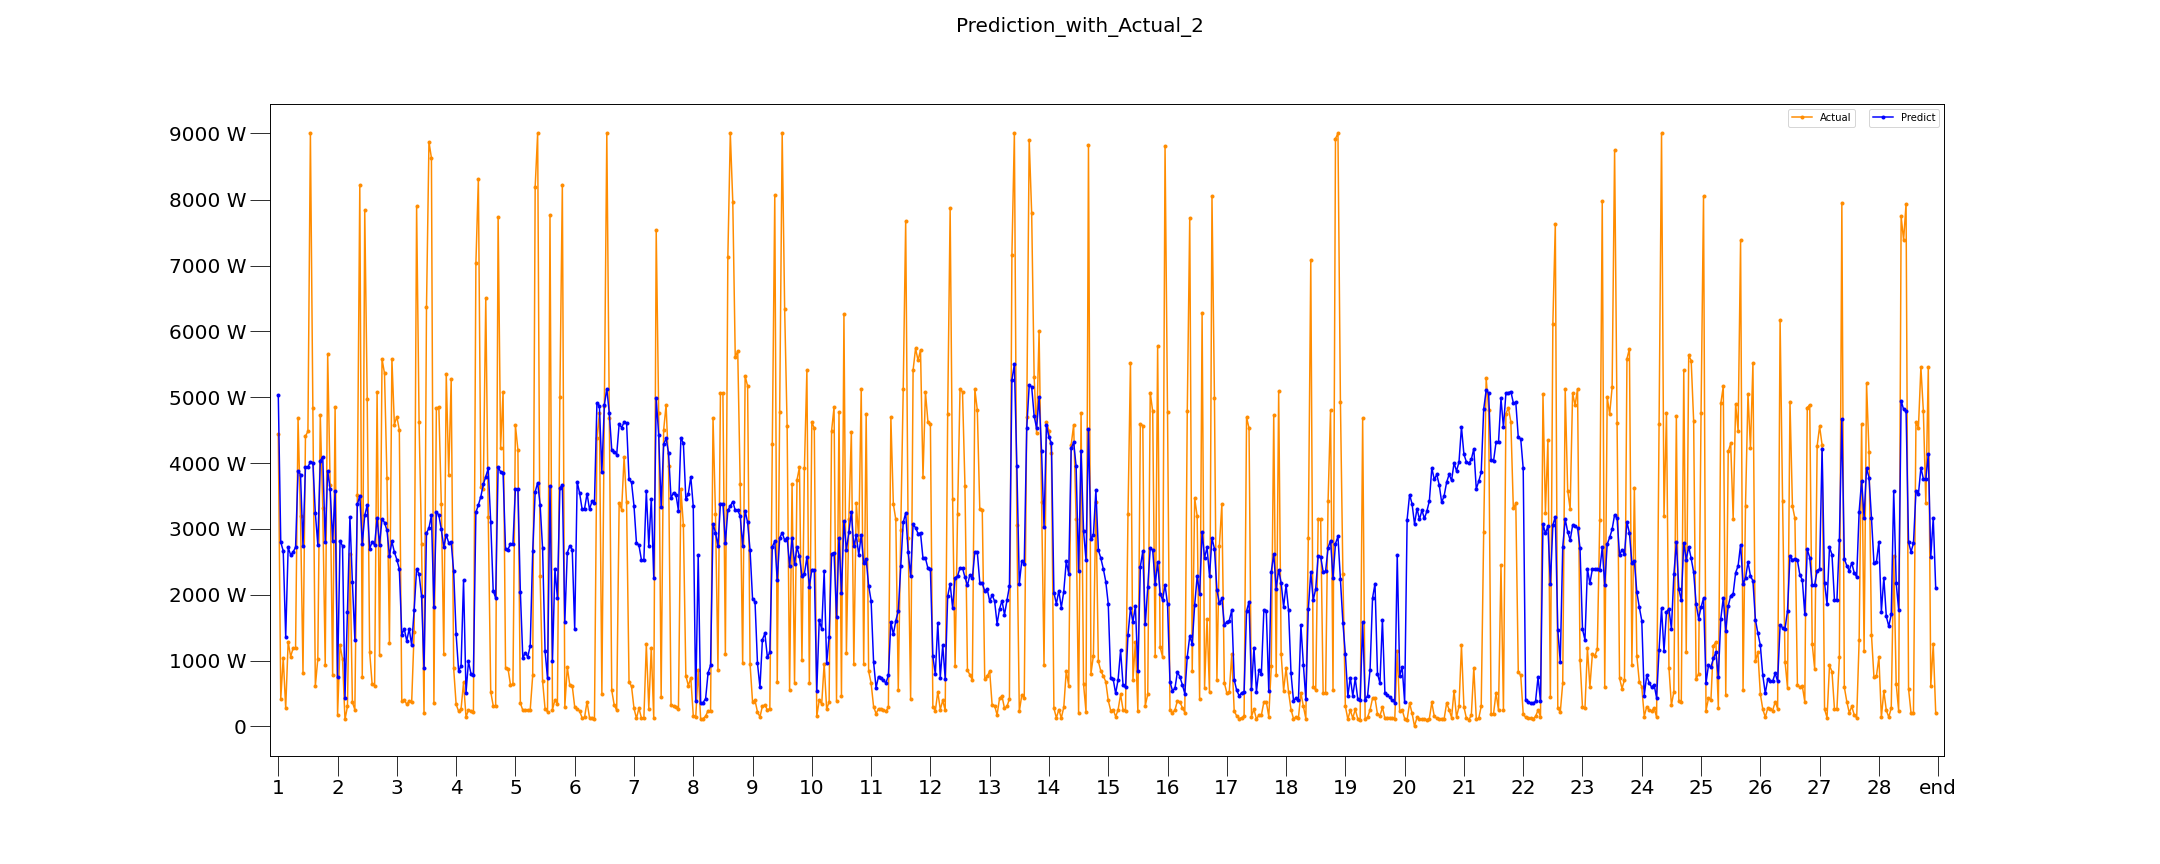 Prediction_with_Actual_2
Actual Predict
9000 W
8000 W
7000 W
6000 W
5000 W
4000 W
3000 W
2000 W
1000 W
0
1 2 3 4 5 6 7 8 9 10 11 12 13 14 15 16 17 18 19 20 21 22 23 24 25 26 27 28 end